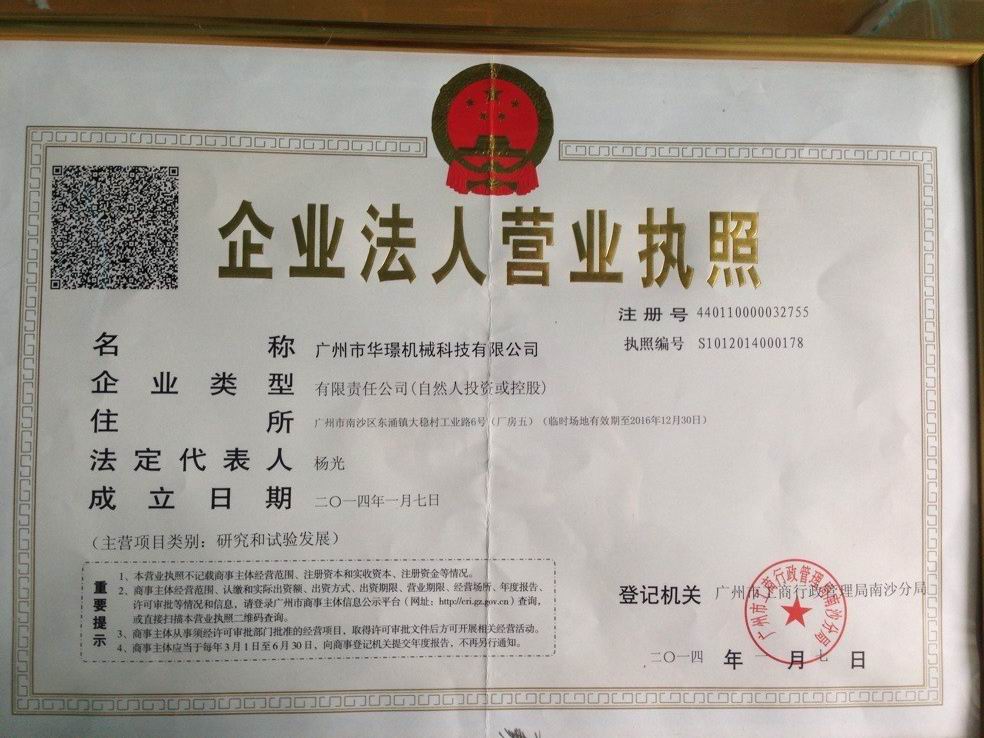 企业法人营业执照
注册号 440110000032755
执照编号 S1012014000178
名称 广州市华璟机械科技有限公司
企业类型 有限责任公司(自然人投资或控股)
住所 广州市南沙区东涌镇大稳村工业路6号（厂房五）（临时场地有效期至2016年12月30日）
法定代表人 杨光
成立日期 二〇一四年一月七日
（主营项目类别：研究和试验发展）
重要提示
1、本营业执照不记载商事主体经营范围、注册资本和实收资本、注册资金等情况。
2、商事主体经营范围、认缴和实际出资额、出资方式、出资期限、营业期限、经营场所、年度报告、
许可审批等情况和信息，请登录广州市商事主体信息公示平台（网址：http://cri.gz.gov.cn）查询，
或直接扫描本营业执照二维码查询。
3、商事主体从事须经许可审批部门批准的经营项目，取得许可审批文件后方可开展相关经营活动。
4、商事主体应当于每年3月1日至6月30日，向商事登记机关提交年度报告，不再另行通知。
登记机关 广州市工商行政管理局南沙分局
广州市工商行政管理局南沙分局
二〇一四 年 一 月 七 日